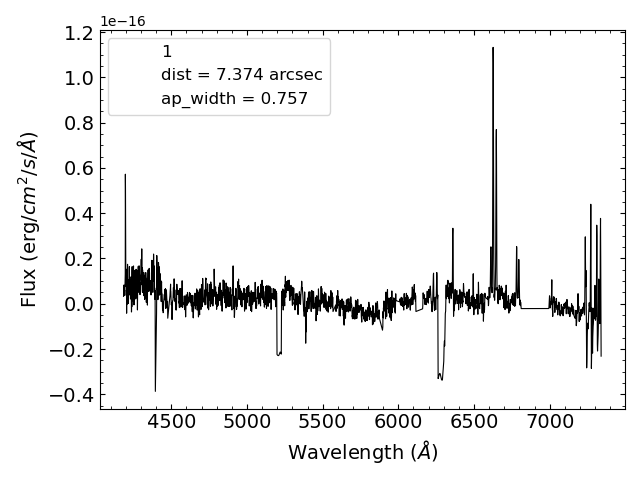 1e−16
1
dist = 7.374 arcsec
ap_width = 0.757
1.2
1.0
0.8
0.6
0.4
0.2
0.0
−0.2
−0.4
Flux (erg/cm²/s/Å)
4500 5000 5500 6000 6500 7000
Wavelength (Å)